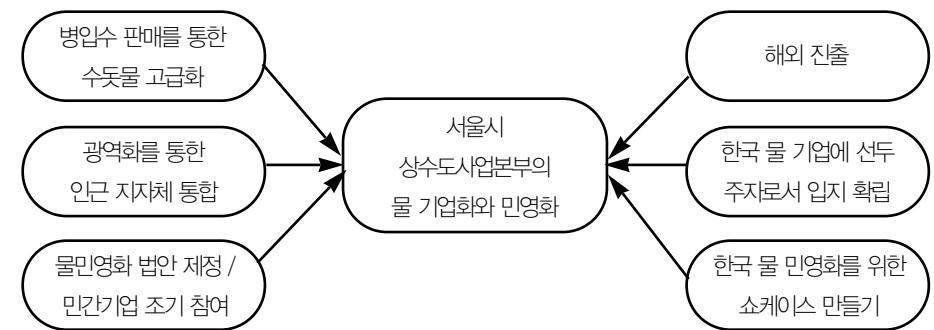 병입수 판매를 통한
수돗물 고급화
광역화를 통한
인근 지자체 통합
물민영화 법안 제정 /
민간기업 조기 참여
서울시
상수도사업본부의
물 기업화와 민영화
해외 진출
한국 물 기업에 선두
주자로서 입지 확립
한국 물 민영화를 위한
쇼케이스 만들기